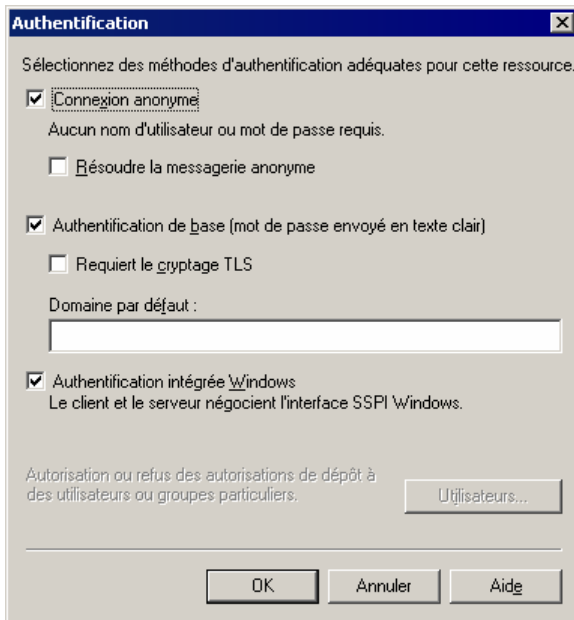 Authentification
Sélectionnez des méthodes d'authentification adéquates pour cette ressource.
Connexion anonyme
Aucun nom d'utilisateur ou mot de passe requis.
Résoudre la messagerie anonyme
Authentification de base (mot de passe envoyé en texte clair)
Requiert le cryptage TLS
Domaine par défaut :
Authentification intégrée Windows
Le client et le serveur négocient l'interface SSPI Windows.
Autorisation ou refus des autorisations de dépôt à
des utilisateurs ou groupes particuliers.
Utilisateurs...
OK Annuler Aide